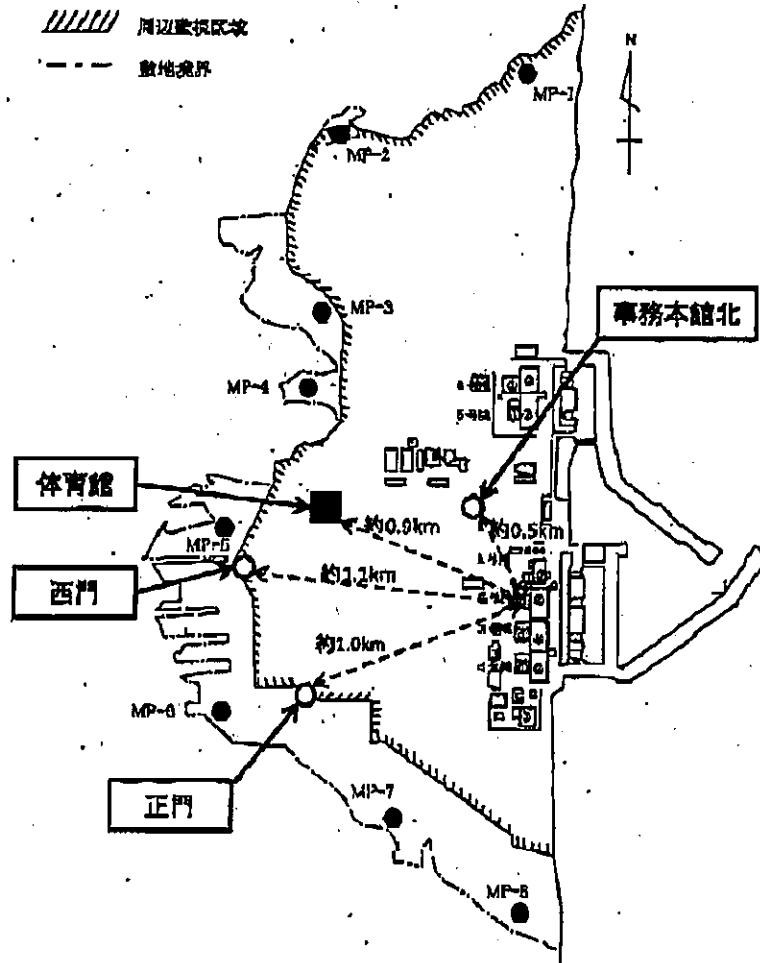 周辺監視区域
敷地境界
N
MP-1
MP-2
MP-3
事務本館北
MP-4
体育館
約0.9km
約0.5km
MP-5
西門
約1.1km
約1.0km
MP-6
正門
MP-7
MP-8